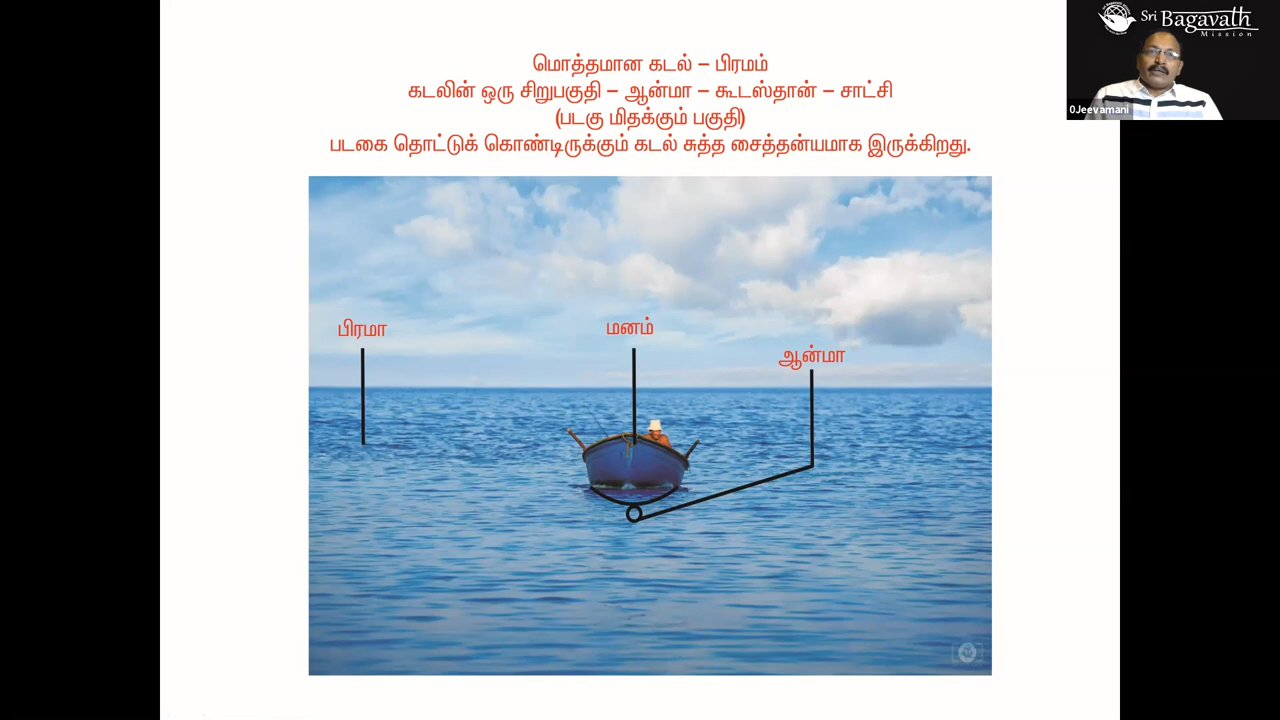 Sri Bagavath
Mission
0Jeevamani
மொத்தமான கடல் – பிரமம்
கடலின் ஒரு சிறுபகுதி – ஆன்மா – கூடஸ்தான் – சாட்சி
(படகு மிதக்கும் பகுதி)
படகை தொட்டுக் கொண்டிருக்கும் கடல் சுத்த சைத்தன்யமாக இருக்கிறது.
பிரமா
மனம்
ஆன்மா